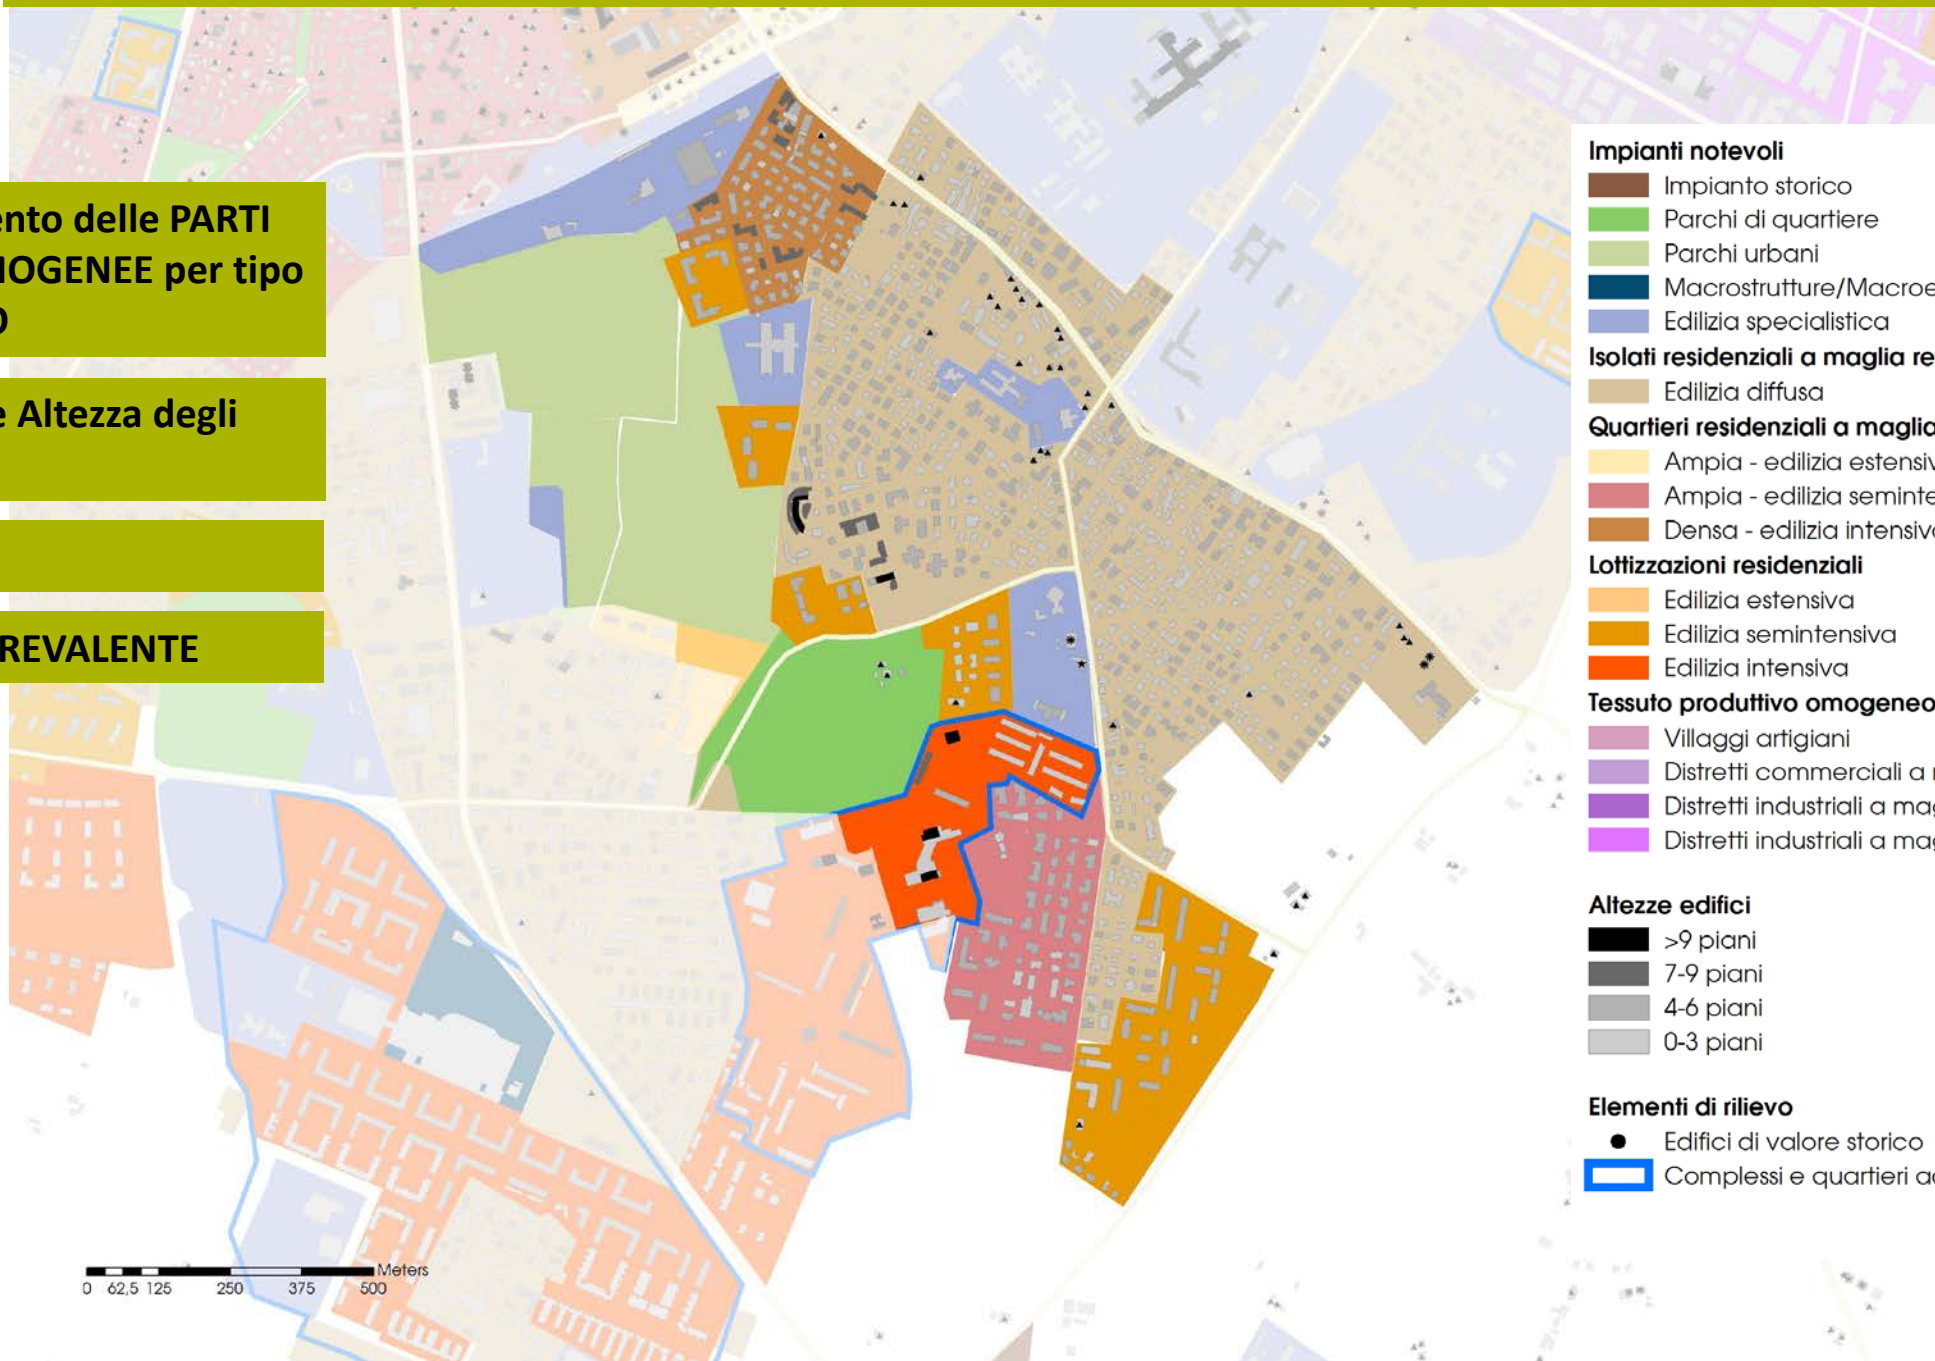 ento delle PARTI
OGENEE per tipo
e Altezza degli
REVALENTE
Impianti notevoli
Impianto storico
Parchi di quartiere
Parchi urbani
Macrostrutture/Macroe
Edilizia specialistica
Isolati residenziali a maglia re
Edilizia diffusa
Quartieri residenziali a maglia
Ampia - edilizia estensiv
Ampia - edilizia seminte
Densa - edilizia intensiva
Lottizzazioni residenziali
Edilizia estensiva
Edilizia semintensiva
Edilizia intensiva
Tessuto produttivo omogeneo
Villaggi artigiani
Distretti commerciali a
Distretti industriali a mag
Distretti industriali a mag
Altezze edifici
>9 piani
7-9 piani
4-6 piani
0-3 piani
Elementi di rilievo
Edifici di valore storico
Complessi e quartieri
Meters
0 62,5 125 250 375 500